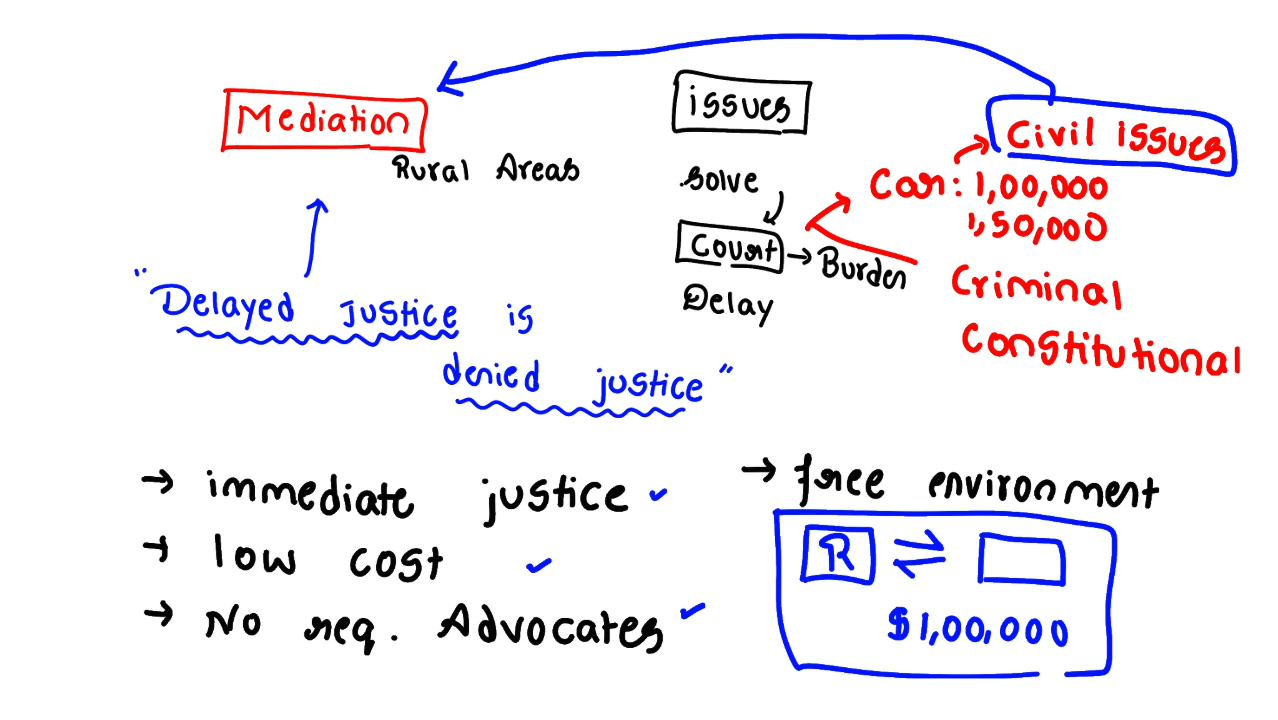 Mediation
Rural Areas
issues
solve
Court → Burden
Delay
Civil issues
Car: 1,00,000
1,50,000
Criminal
Constitutional
"Delayed justice is
denied justice"
→ immediate justice ✓
→ low cost ✓
→ No req. Advocates ✓
→ free environment
R ⇌
$1,00,000